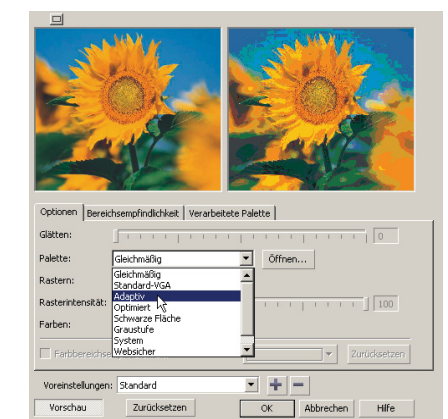 Optionen Bereichsempfindlichkeit Verarbeitete Palette
Glätten: 0
Palette: Gleichmäßig Öffnen...
Gleichmäßig
Rastern: Standard-VGA
Adaptiv
Rasterintensität: Optimiert 100
Schwarze Fläche
Farben: Graustufe
System
Farbbereichse Websicher Zurücksetzen
Voreinstellungen: Standard
Vorschau Zurücksetzen OK Abbrechen Hilfe